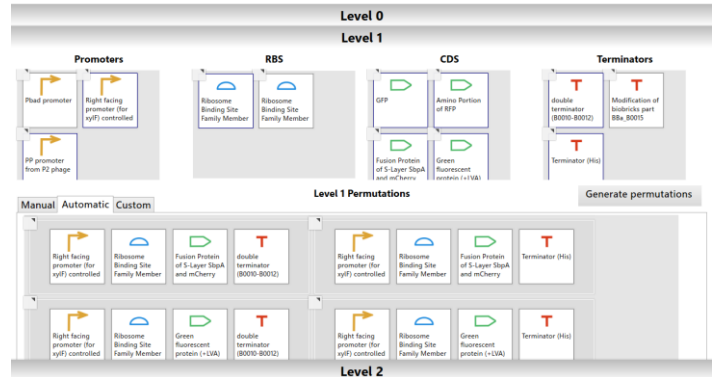 Level 0
Level 1
Promoters
RBS
CDS
Terminators
Pbad promoter
Right facing
promoter (for
xylF) controlled
PP promoter
from P2 phage
Ribosome
Binding Site
Family Member
Ribosome
Binding Site
Family Member
GFP
Amino Portion
of RFP
Fusion Protein
of S-Layer SbpA
and mCherry
Green
fluorescent
protein (+LVA)
double
terminator
(B0010-B0012)
Modification of
biobricks part
BBa_B0015
Terminator (His)
Level 1 Permutations
Generate permutations
Manual
Automatic
Custom
Right facing
promoter (for
xylF) controlled
Ribosome
Binding Site
Family Member
Fusion Protein
of S-Layer SbpA
and mCherry
double
terminator
(B0010-B0012)
Right facing
promoter (for
xylF) controlled
Ribosome
Binding Site
Family Member
Fusion Protein
of S-Layer SbpA
and mCherry
Terminator (His)
Right facing
promoter (for
xylF) controlled
Ribosome
Binding Site
Family Member
Green
fluorescent
protein (+LVA)
double
terminator
(B0010-B0012)
Right facing
promoter (for
xylF) controlled
Ribosome
Binding Site
Family Member
Green
fluorescent
protein (+LVA)
Terminator (His)
Level 2